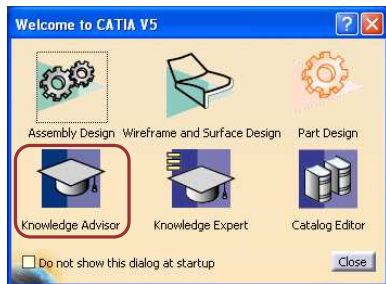 Welcome to CATIA V5
?
Assembly Design Wireframe and Surface Design Part Design
Knowledge Advisor Knowledge Expert Catalog Editor
Do not show this dialog at startup Close